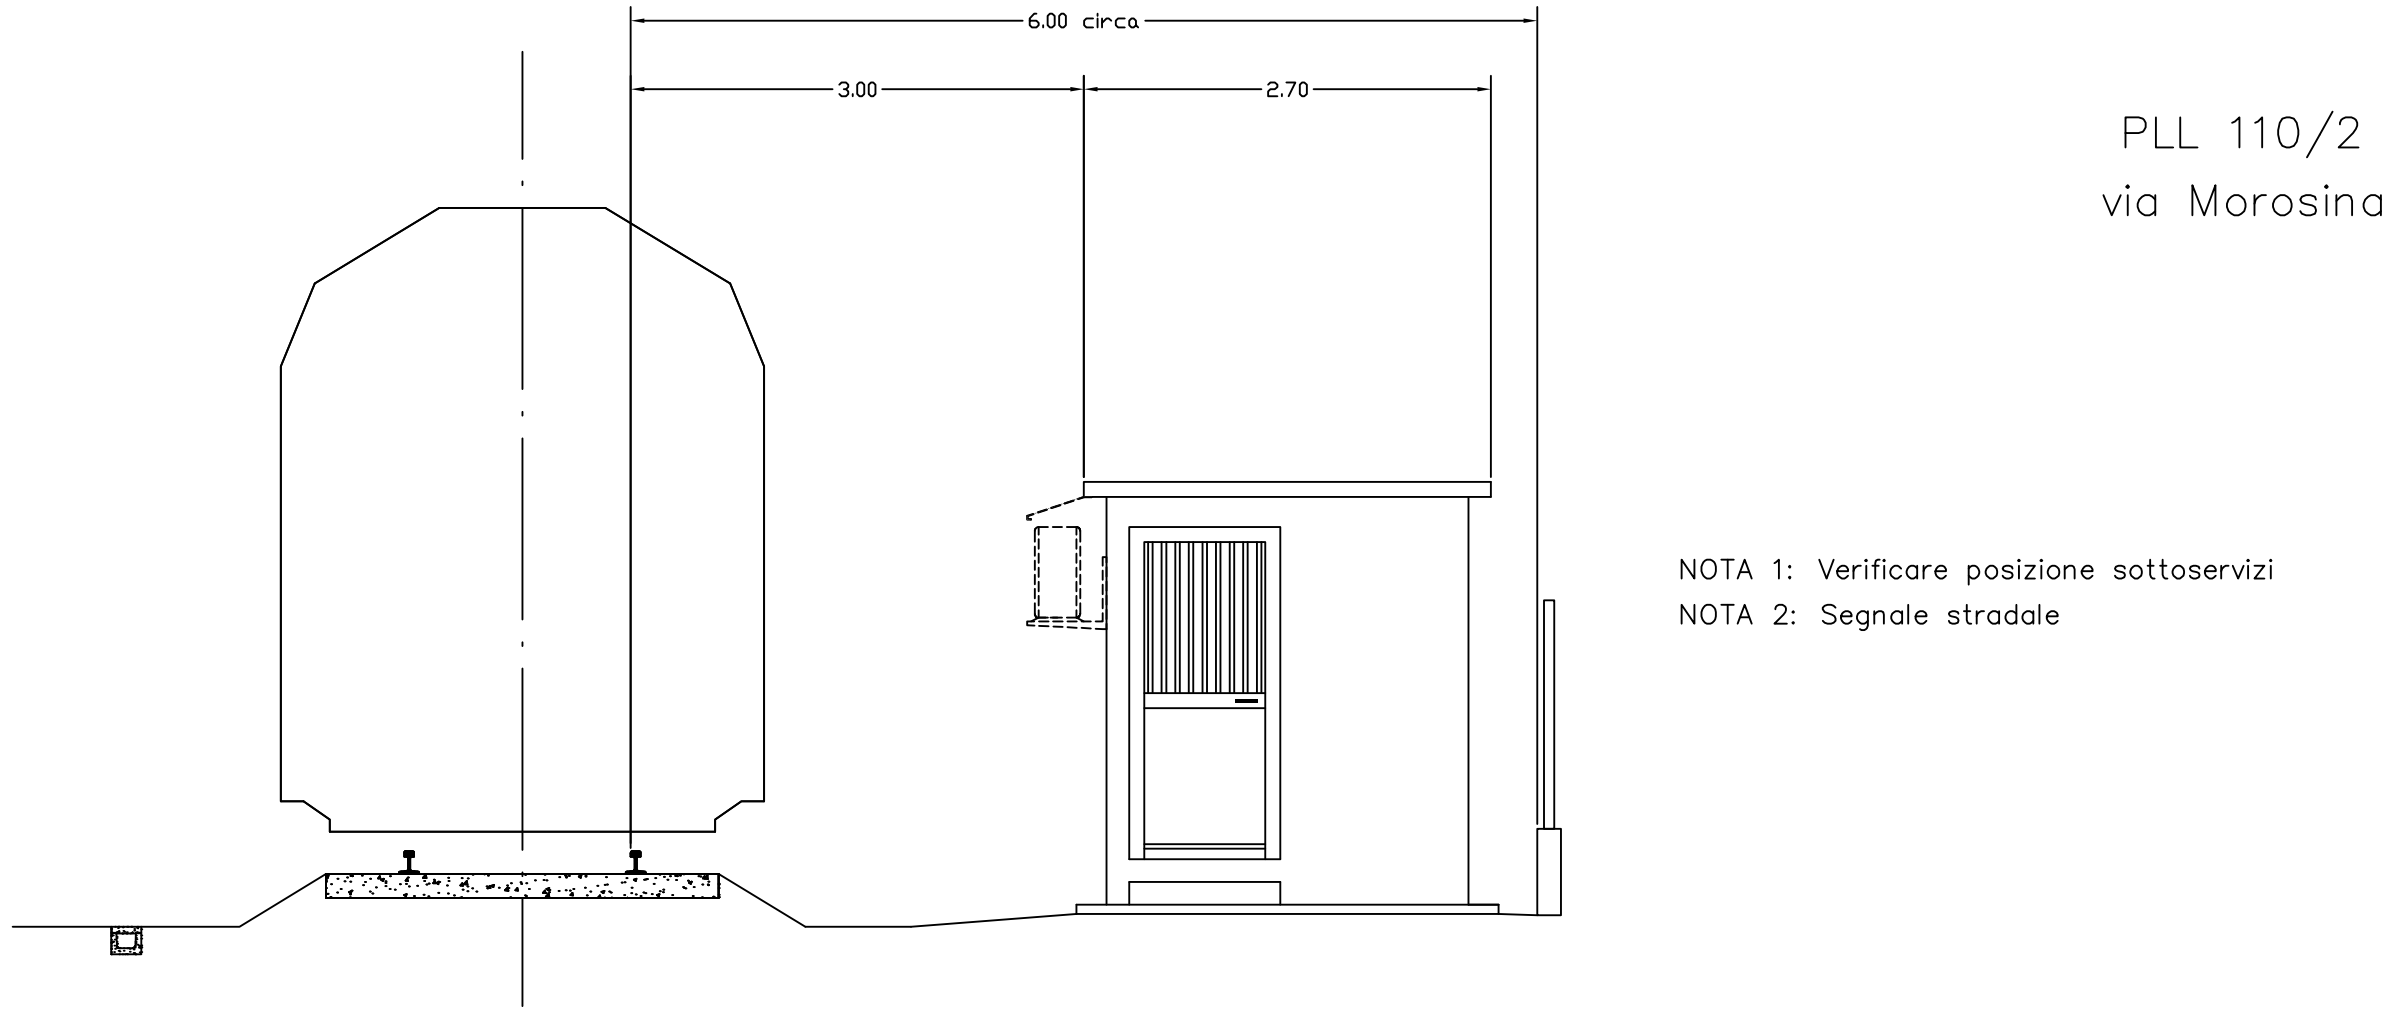 6.00 circa
3.00
2.70
PLL 110/2
via Morosina
NOTA 1: Verificare posizione sottoservizi
NOTA 2: Segnale stradale